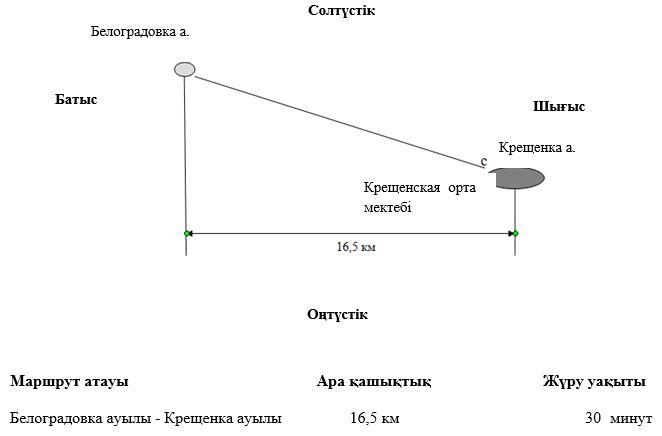 Солтүстік
Белоградовка а.
Батыс
Шығыс
Крещенка а.
с
Крещенская орта
мектебі
16,5 км
Оңтүстік
Маршрут атауы Ара қашықтық Жүру уақыты
Белоградовка ауылы - Крещенка ауылы 16,5 км 30 минут